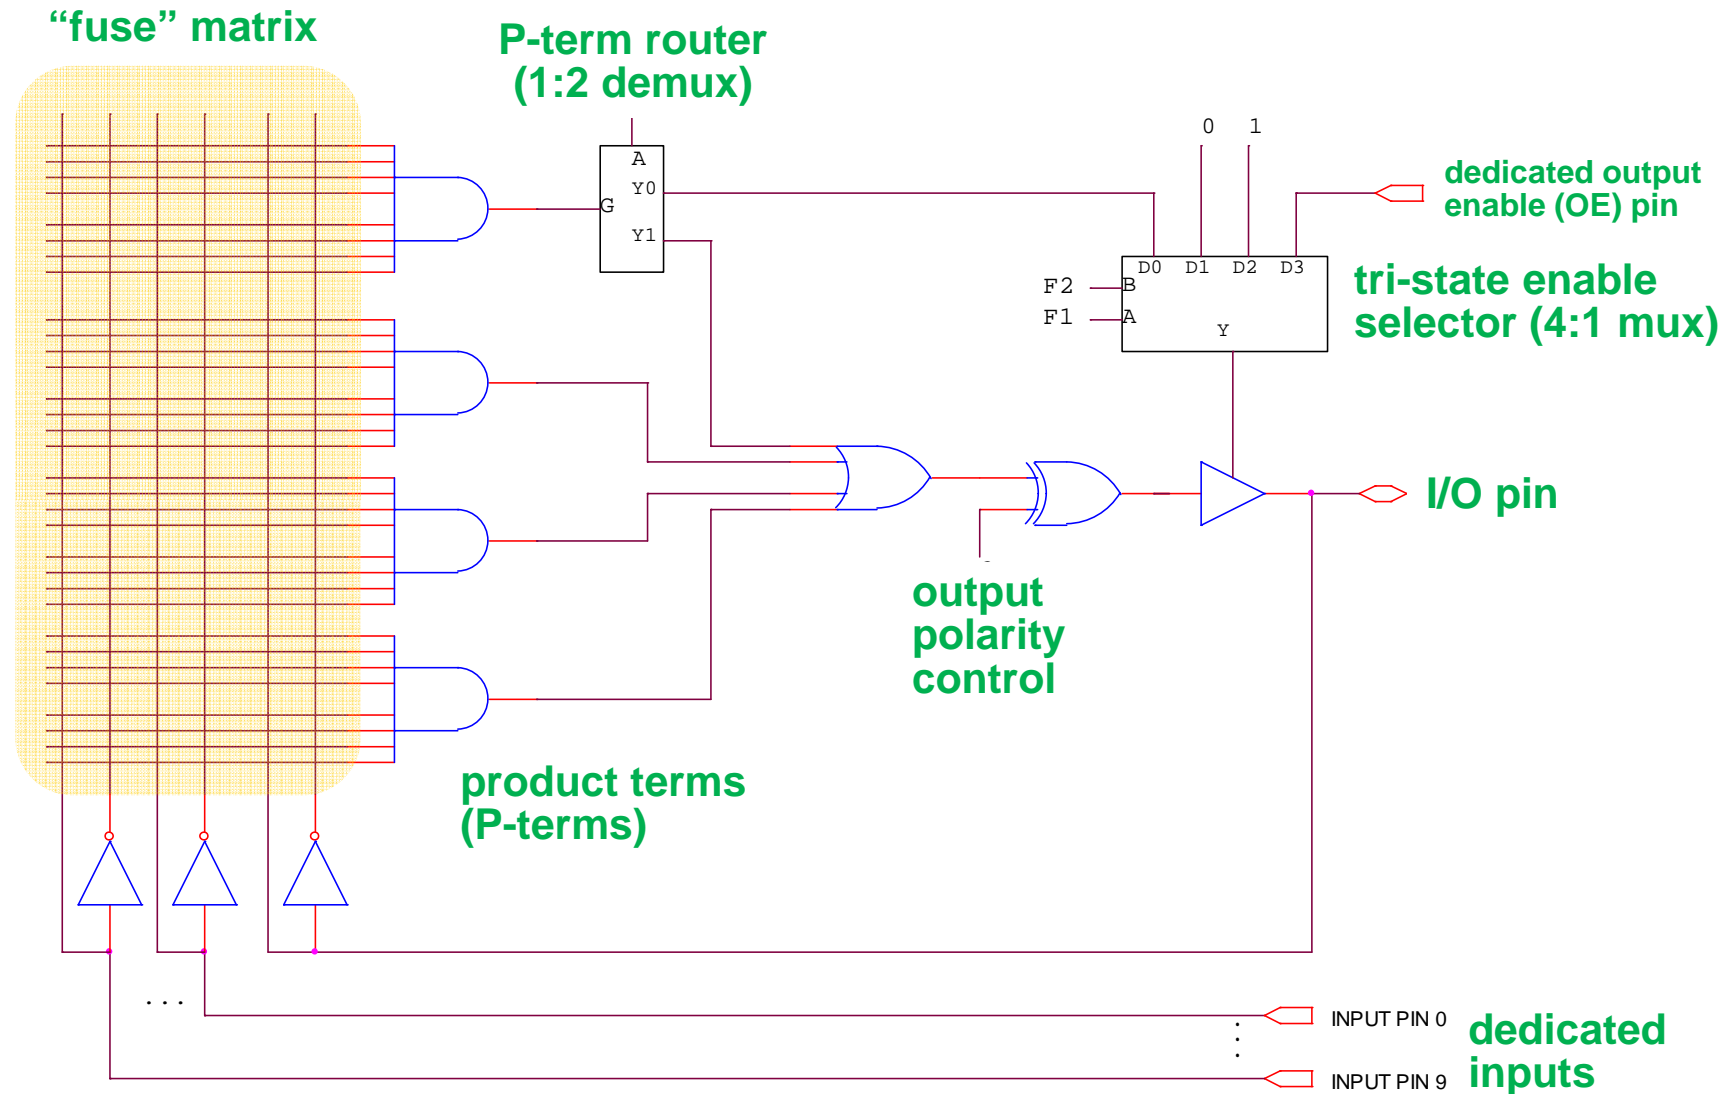 “fuse” matrix
P-term router
(1:2 demux)
A
Y0
G
Y1
0 1
dedicated output
enable (OE) pin
D0 D1 D2 D3
F2 B
F1 A
Y
tri-state enable
selector (4:1 mux)
I/O pin
output
polarity
control
product terms
(P-terms)
...
INPUT PIN 0
INPUT PIN 9
dedicated
inputs